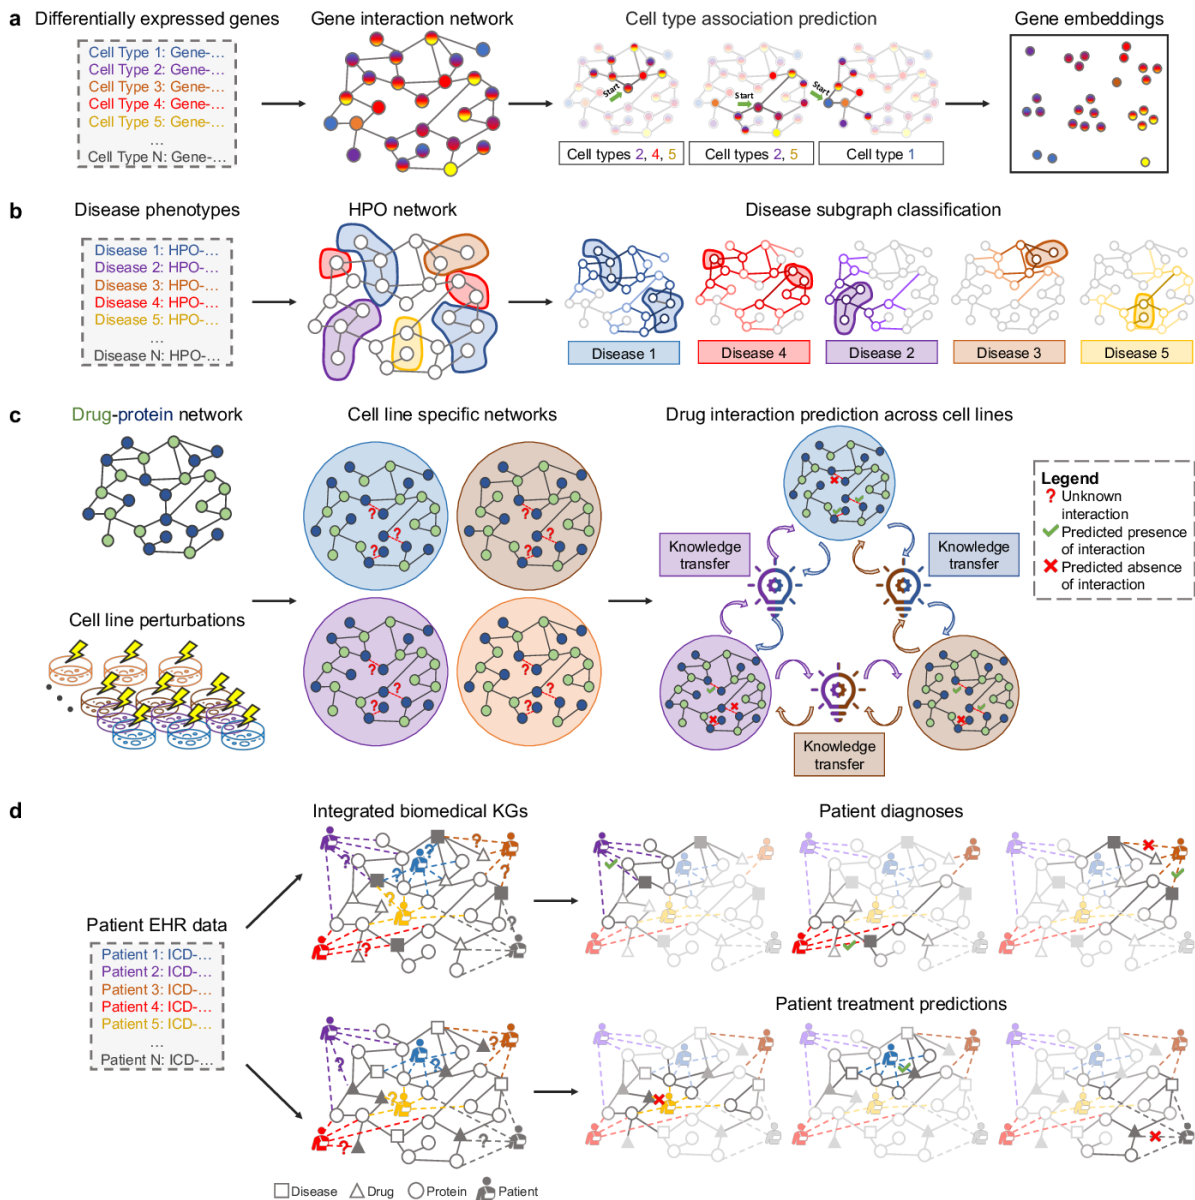 a
Differentially expressed genes
Gene interaction network
Cell type association prediction
Gene embeddings
Cell Type 1: Gene-...
Cell Type 2: Gene-...
Cell Type 3: Gene-...
Cell Type 4: Gene-...
Cell Type 5: Gene-...
...
Cell Type N: Gene-...
Start
Start
Start
Cell types 2, 4, 5
Cell types 2, 5
Cell type 1
b
Disease phenotypes
HPO network
Disease subgraph classification
Disease 1: HPO-...
Disease 2: HPO-...
Disease 3: HPO-...
Disease 4: HPO-...
Disease 5: HPO-...
...
Disease N: HPO-...
Disease 1
Disease 4
Disease 2
Disease 3
Disease 5
c
Drug-protein network
Cell line specific networks
Drug interaction prediction across cell lines
Cell line perturbations
? ? ?
? ? ?
? ? ?
? ? ?
Knowledge
transfer
Knowledge
transfer
Knowledge
transfer
Legend
? Unknown
interaction
Predicted presence
of interaction
Predicted absence
of interaction
d
Integrated biomedical KGs
Patient diagnoses
? ? ? ? ? ? ? ?
Patient EHR data
Patient 1: ICD-...
Patient 2: ICD-...
Patient 3: ICD-...
Patient 4: ICD-...
Patient 5: ICD-...
...
Patient N: ICD-...
Patient treatment predictions
? ? ? ? ? ?
Disease
Drug
Protein
Patient